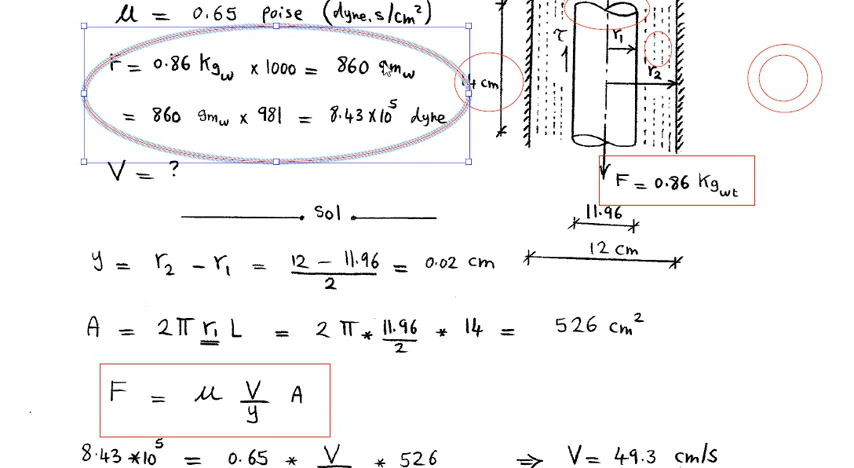 μ = 0.65 poise (dyne.s/cm²)
F = 0.86 Kgw × 1000 = 860 gmw
= 860 gmw × 981 = 8.43×10⁵ dyne
V = ?
τ
r₁
r₂
4 cm
F = 0.86 Kgwt
11.96
12 cm
Sol
y = r₂ - r₁ = (12 - 11.96)/2 = 0.02 cm
A = 2π r₁ L = 2π * 11.96/2 * 14 = 526 cm²
F = μ V/y A
8.43*10⁵ = 0.65 * V * 526 ⇒ V = 49.3 cm/s